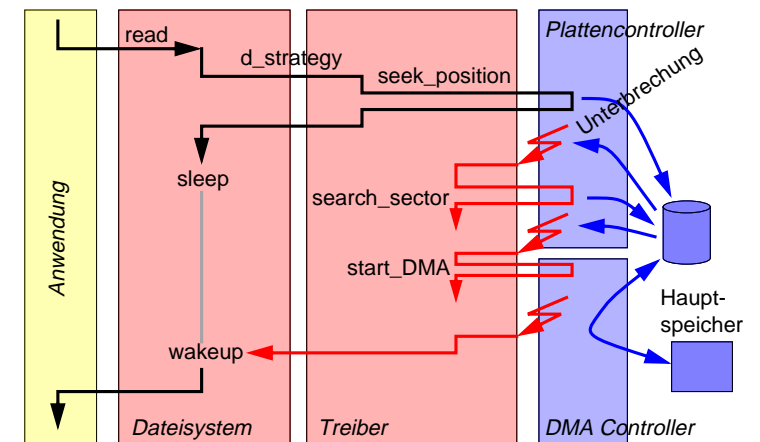 Plattencontroller
read
d_strategy
seek_position
Unterbrechung
sleep
search_sector
Anwendung
start_DMA
Haupt-
speicher
wakeup
Dateisystem
Treiber
DMA Controller